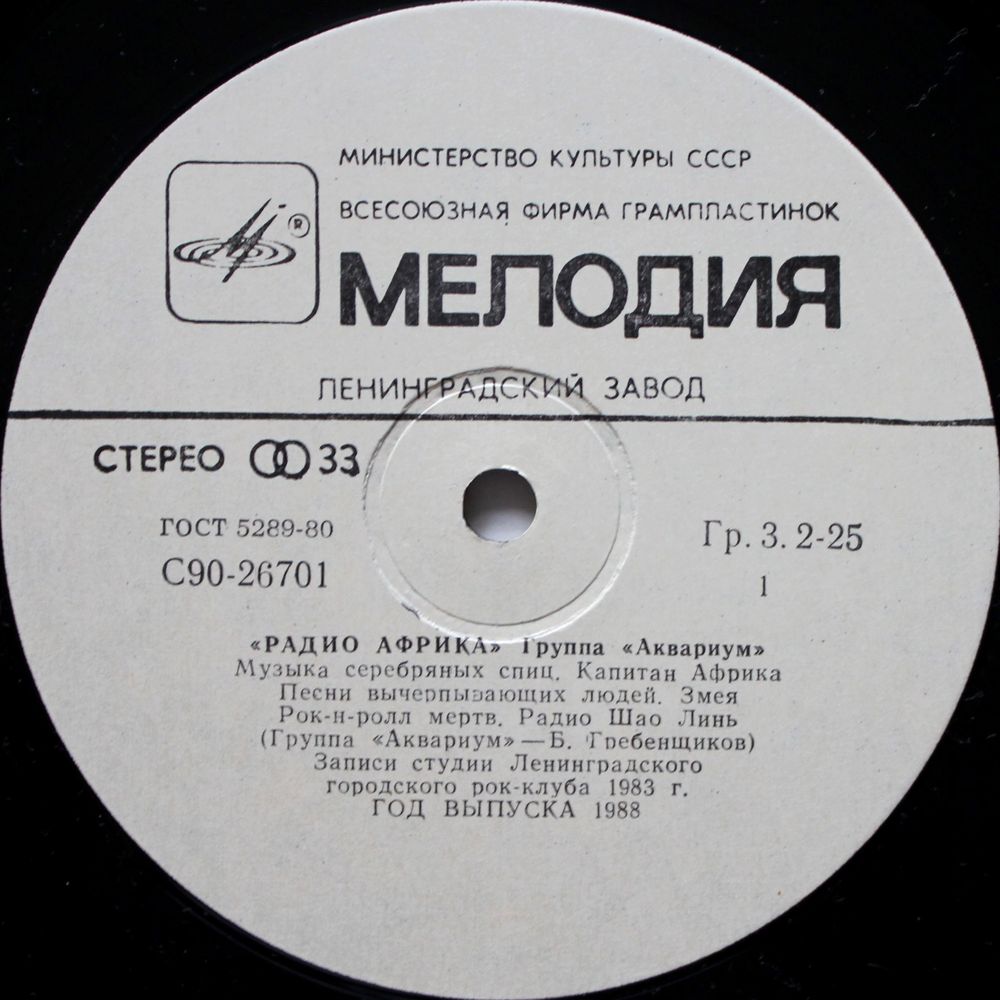 МИНИСТЕРСТВО КУЛЬТУРЫ СССР
ВСЕСОЮЗНАЯ ФИРМА ГРАМПЛАСТИНОК
®
МЕЛОДИЯ
ЛЕНИНГРАДСКИЙ ЗАВОД
СТЕРЕО 33
ГОСТ 5289-80
Гр. 3. 2-25
С90-26701
1
«РАДИО АФРИКА» Группа «Аквариум»
Музыка серебряных спиц. Капитан Африка
Песни вычерпывающих людей. Змея
Рок-н-ролл мертв. Радио Шао Линь
(Группа «Аквариум» — Б. Гребенщиков)
Записи студии Ленинградского
городского рок-клуба 1983 г.
ГОД ВЫПУСКА 1988